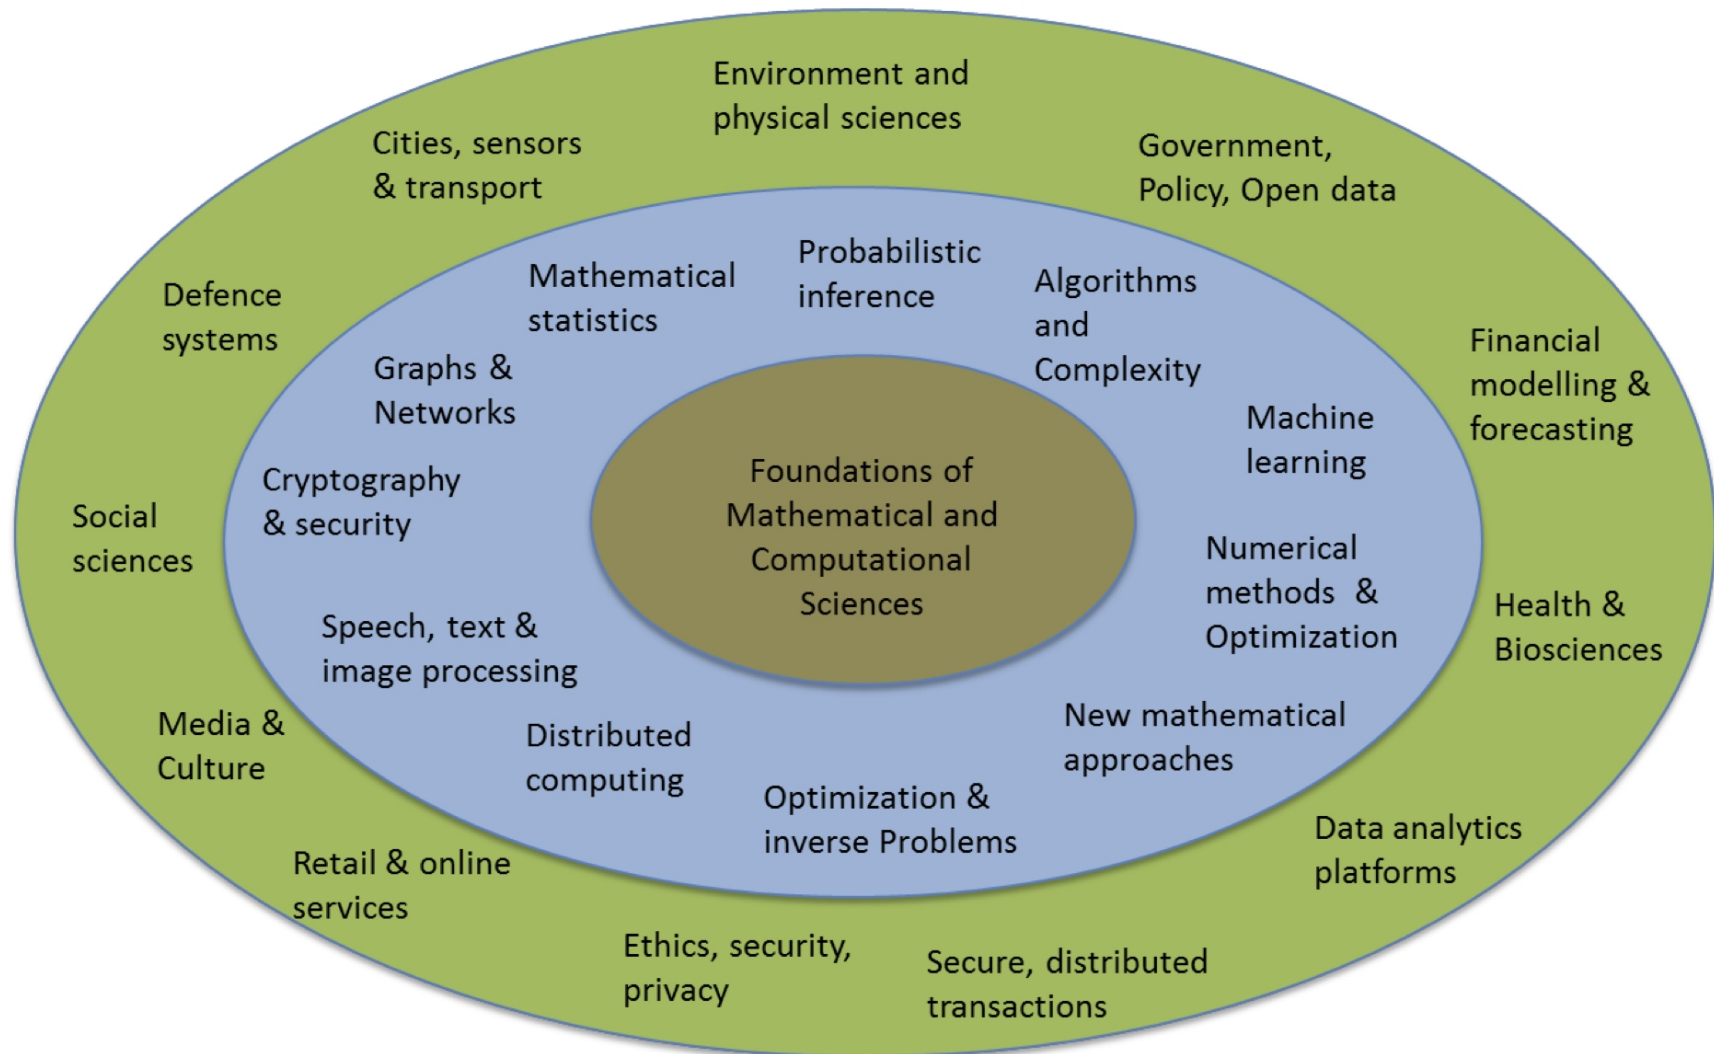 Environment and
physical sciences
Cities, sensors
& transport
Government,
Policy, Open data
Defence
systems
Mathematical
statistics
Probabilistic
inference
Algorithms
and
Complexity
Financial
modelling &
forecasting
Graphs &
Networks
Machine
learning
Cryptography
& security
Foundations of
Mathematical and
Computational
Sciences
Social
sciences
Numerical
methods &
Optimization
Health &
Biosciences
Speech, text &
image processing
Media &
Culture
Distributed
computing
New mathematical
approaches
Optimization &
inverse Problems
Data analytics
platforms
Retail & online
services
Ethics, security,
privacy
Secure, distributed
transactions